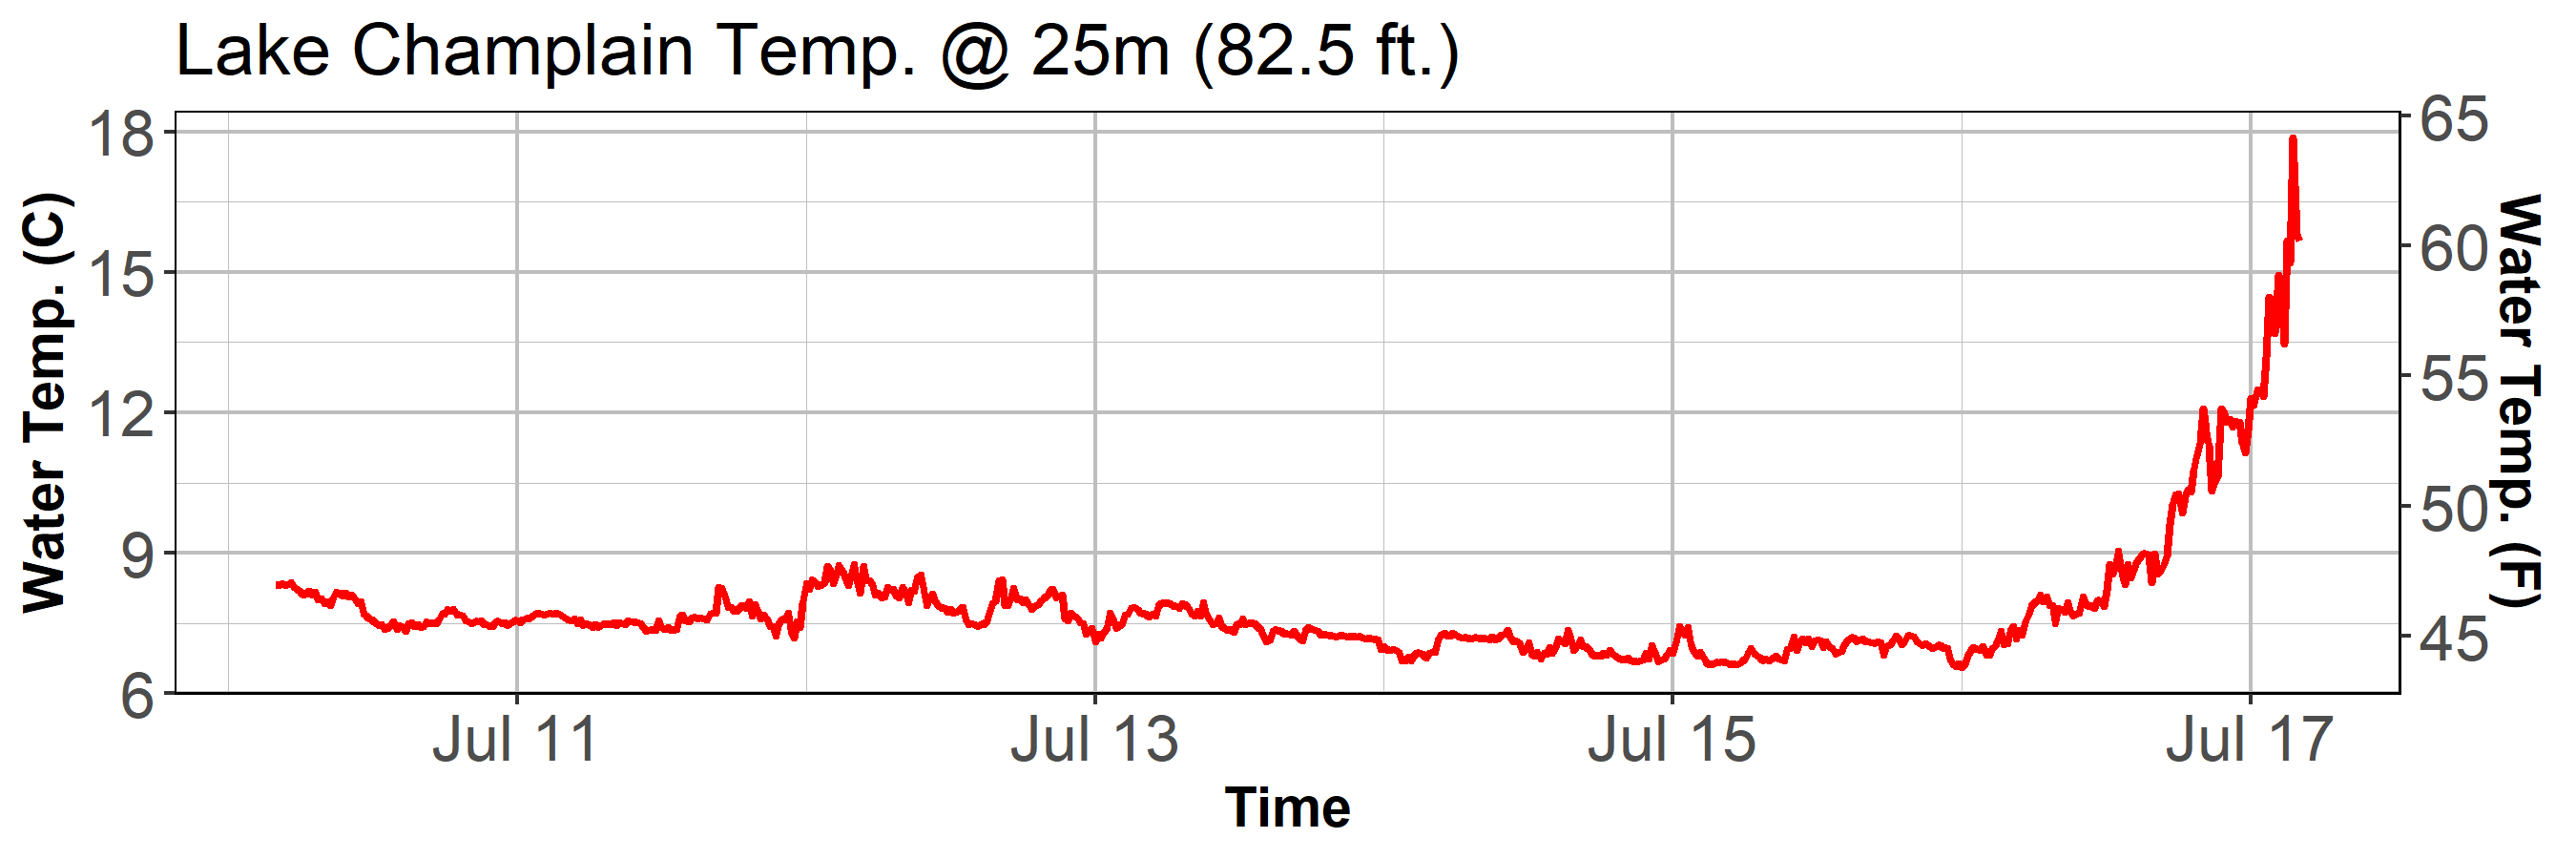 Lake Champlain Temp. @ 25m (82.5 ft.)
Water Temp. (C)
18
15
12
9
6
65
60
55
50
45
Water Temp. (F)
Jul 11 Jul 13 Jul 15 Jul 17
Time